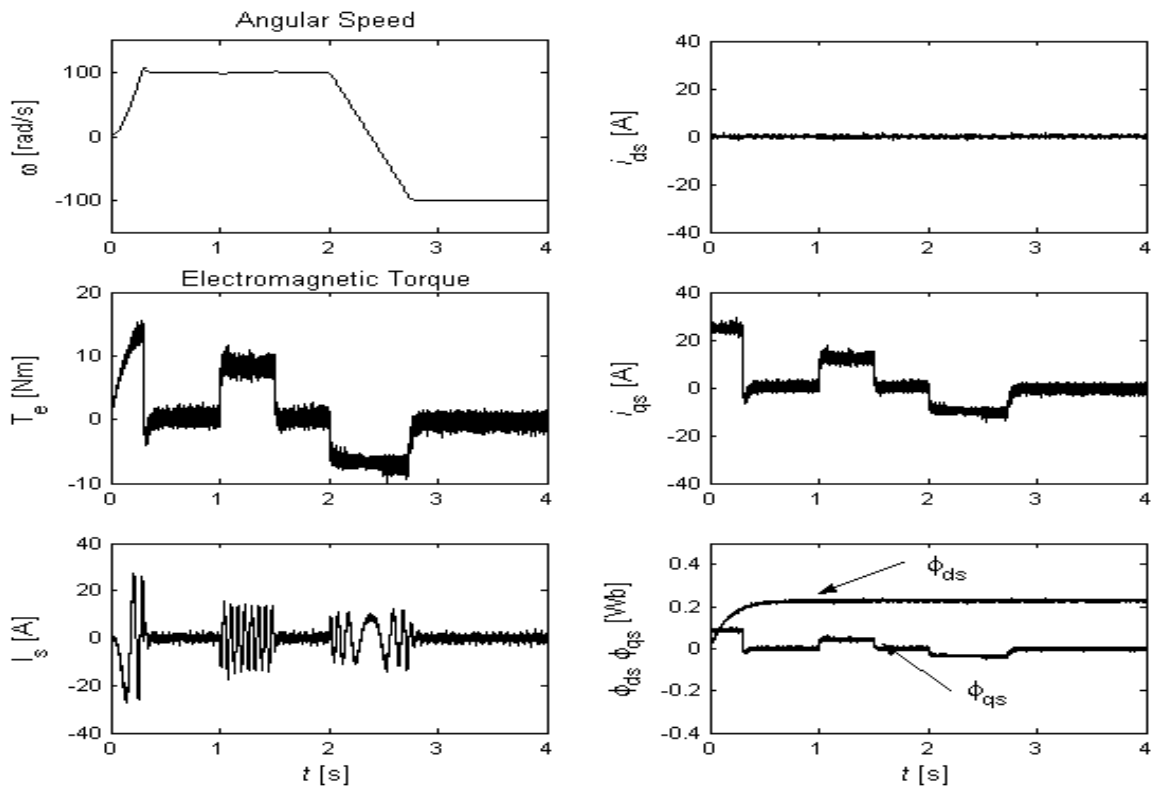 Angular Speed
ω [rad/s]
100
0
-100
0 1 2 3 4
i_ds [A]
40
20
0
-20
-40
0 1 2 3 4
Electromagnetic Torque
T_e [Nm]
20
10
0
-10
0 1 2 3 4
i_qs [A]
40
20
0
-20
-40
0 1 2 3 4
I_s [A]
40
20
0
-20
-40
0 1 2 3 4
t [s]
ϕ_ds ϕ_qs [Wb]
0.4
0.2
0
-0.2
-0.4
ϕ_ds
ϕ_qs
0 1 2 3 4
t [s]